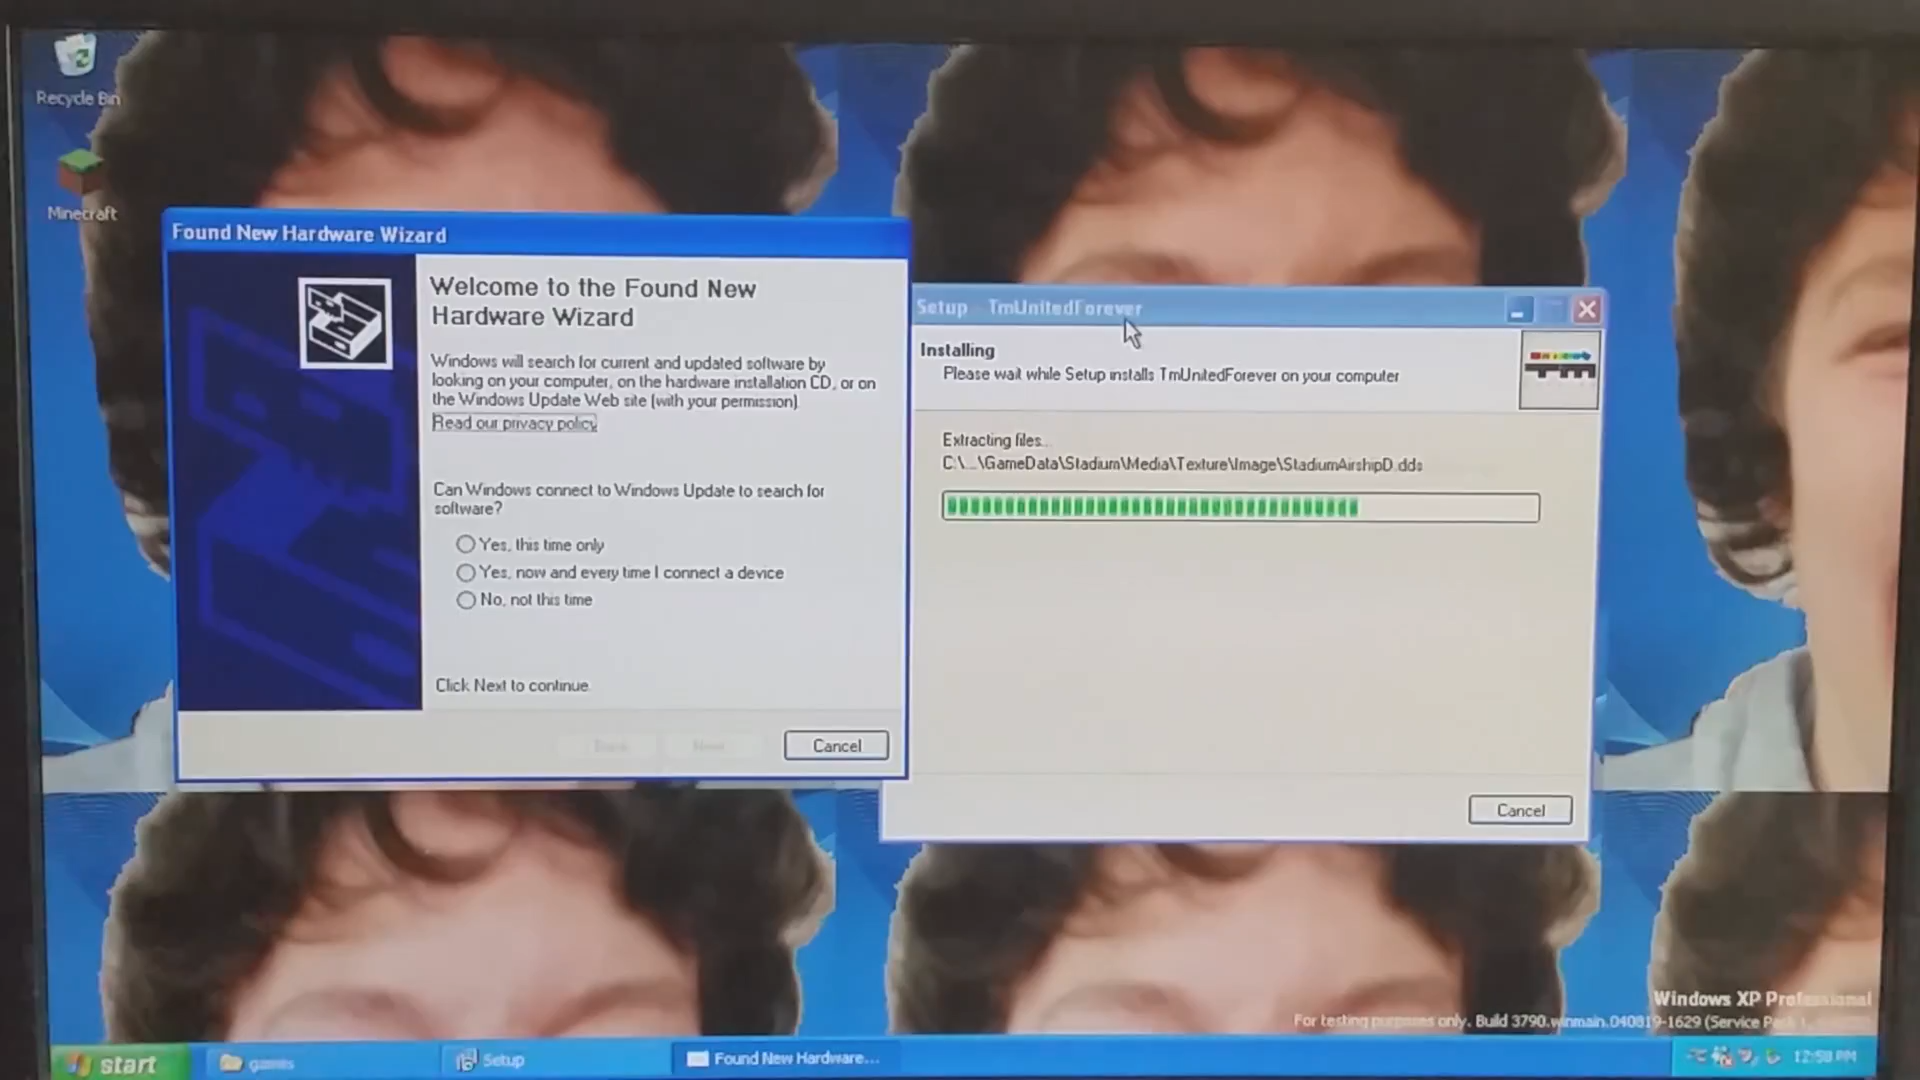 Recycle Bin
Minecraft
Found New Hardware Wizard
Welcome to the Found New
Hardware Wizard
Windows will search for current and updated software by
looking on your computer, on the hardware installation CD, or on
the Windows Update Web site (with your permission).
Read our privacy policy
Can Windows connect to Windows Update to search for
software?
Yes, this time only
Yes, now and every time I connect a device
No, not this time
Click Next to continue.
Back
Next
Cancel
Setup - TmUnitedForever
Installing
Please wait while Setup installs TmUnitedForever on your computer
Extracting files...
C:\...\GameData\Stadium\Media\Texture\Image\StadiumAirshipD.dds
Cancel
Windows XP Professional
For testing purposes only. Build 3790.winmain.040819-1629 (Service
start
games
Setup
Found New Hardware...
12:58 PM